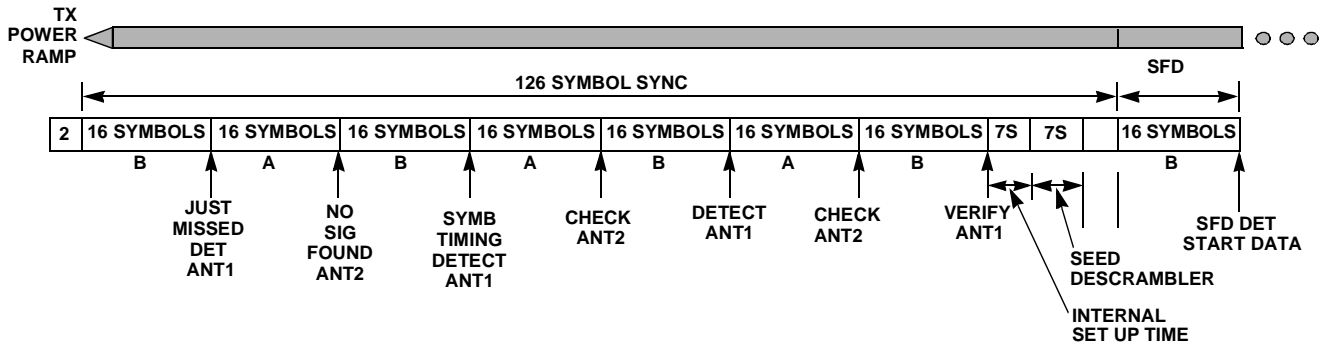 TX
POWER
RAMP
SFD
126 SYMBOL SYNC
2 16 SYMBOLS 16 SYMBOLS 16 SYMBOLS 16 SYMBOLS 16 SYMBOLS 16 SYMBOLS 16 SYMBOLS 7S 7S 16 SYMBOLS
B A B A B A B B
JUST
MISSED
DET
ANT1
NO
SIG
FOUND
ANT2
SYMB
TIMING
DETECT
ANT1
CHECK
ANT2
DETECT
ANT1
CHECK
ANT2
VERIFY
ANT1
SEED
DESCRAMBLER
INTERNAL
SET UP TIME
SFD DET
START DATA